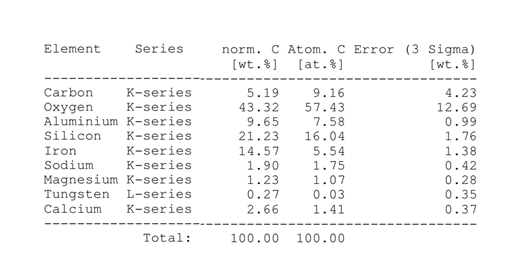 Element Series norm. C Atom. C Error (3 Sigma)
[wt.%] [at.%] [wt.%]
Carbon K-series 5.19 9.16 4.23
Oxygen K-series 43.32 57.43 12.69
Aluminium K-series 9.65 7.58 0.99
Silicon K-series 21.23 16.04 1.76
Iron K-series 14.57 5.54 1.38
Sodium K-series 1.90 1.75 0.42
Magnesium K-series 1.23 1.07 0.28
Tungsten L-series 0.27 0.03 0.35
Calcium K-series 2.66 1.41 0.37
Total: 100.00 100.00